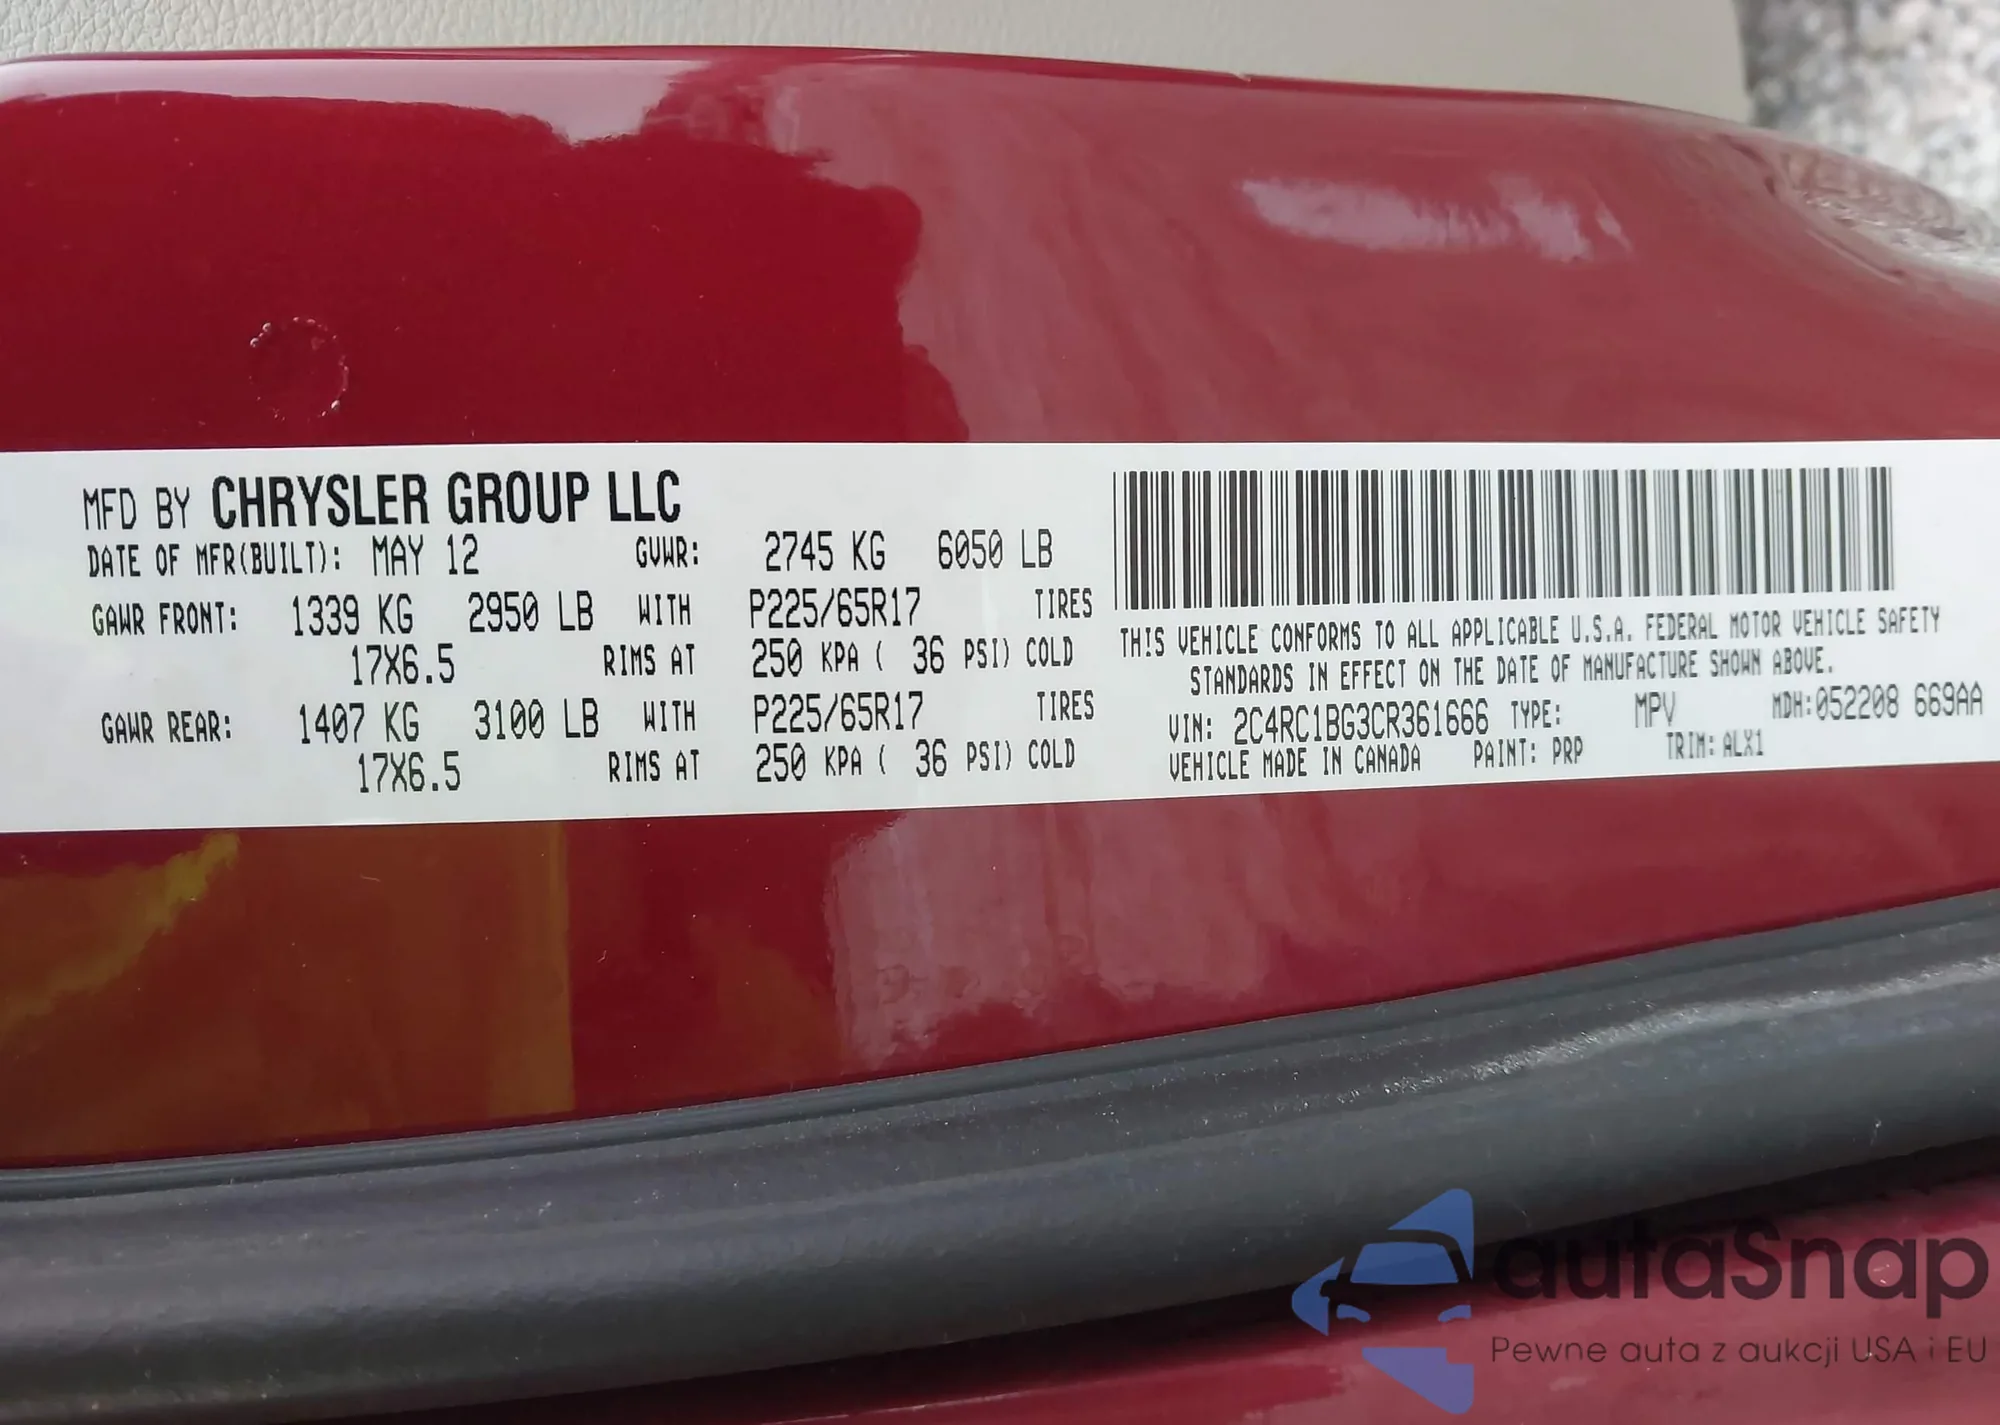 MFD BY CHRYSLER GROUP LLC
DATE OF MFR(BUILT): MAY 12 GVWR: 2745 KG 6050 LB
GAWR FRONT: 1339 KG 2950 LB WITH P225/65R17 TIRES
17X6.5 RIMS AT 250 KPA ( 36 PSI) COLD
GAWR REAR: 1407 KG 3100 LB WITH P225/65R17 TIRES
17X6.5 RIMS AT 250 KPA ( 36 PSI) COLD
THIS VEHICLE CONFORMS TO ALL APPLICABLE U.S.A. FEDERAL MOTOR VEHICLE SAFETY
STANDARDS IN EFFECT ON THE DATE OF MANUFACTURE SHOWN ABOVE.
VIN: 2C4RC1BG3CR361666 TYPE: MPV MDH:052208 669AA
VEHICLE MADE IN CANADA PAINT: PRP TRIM: ALX1
autaSnap
Pewne auta z aukcji USA i EU